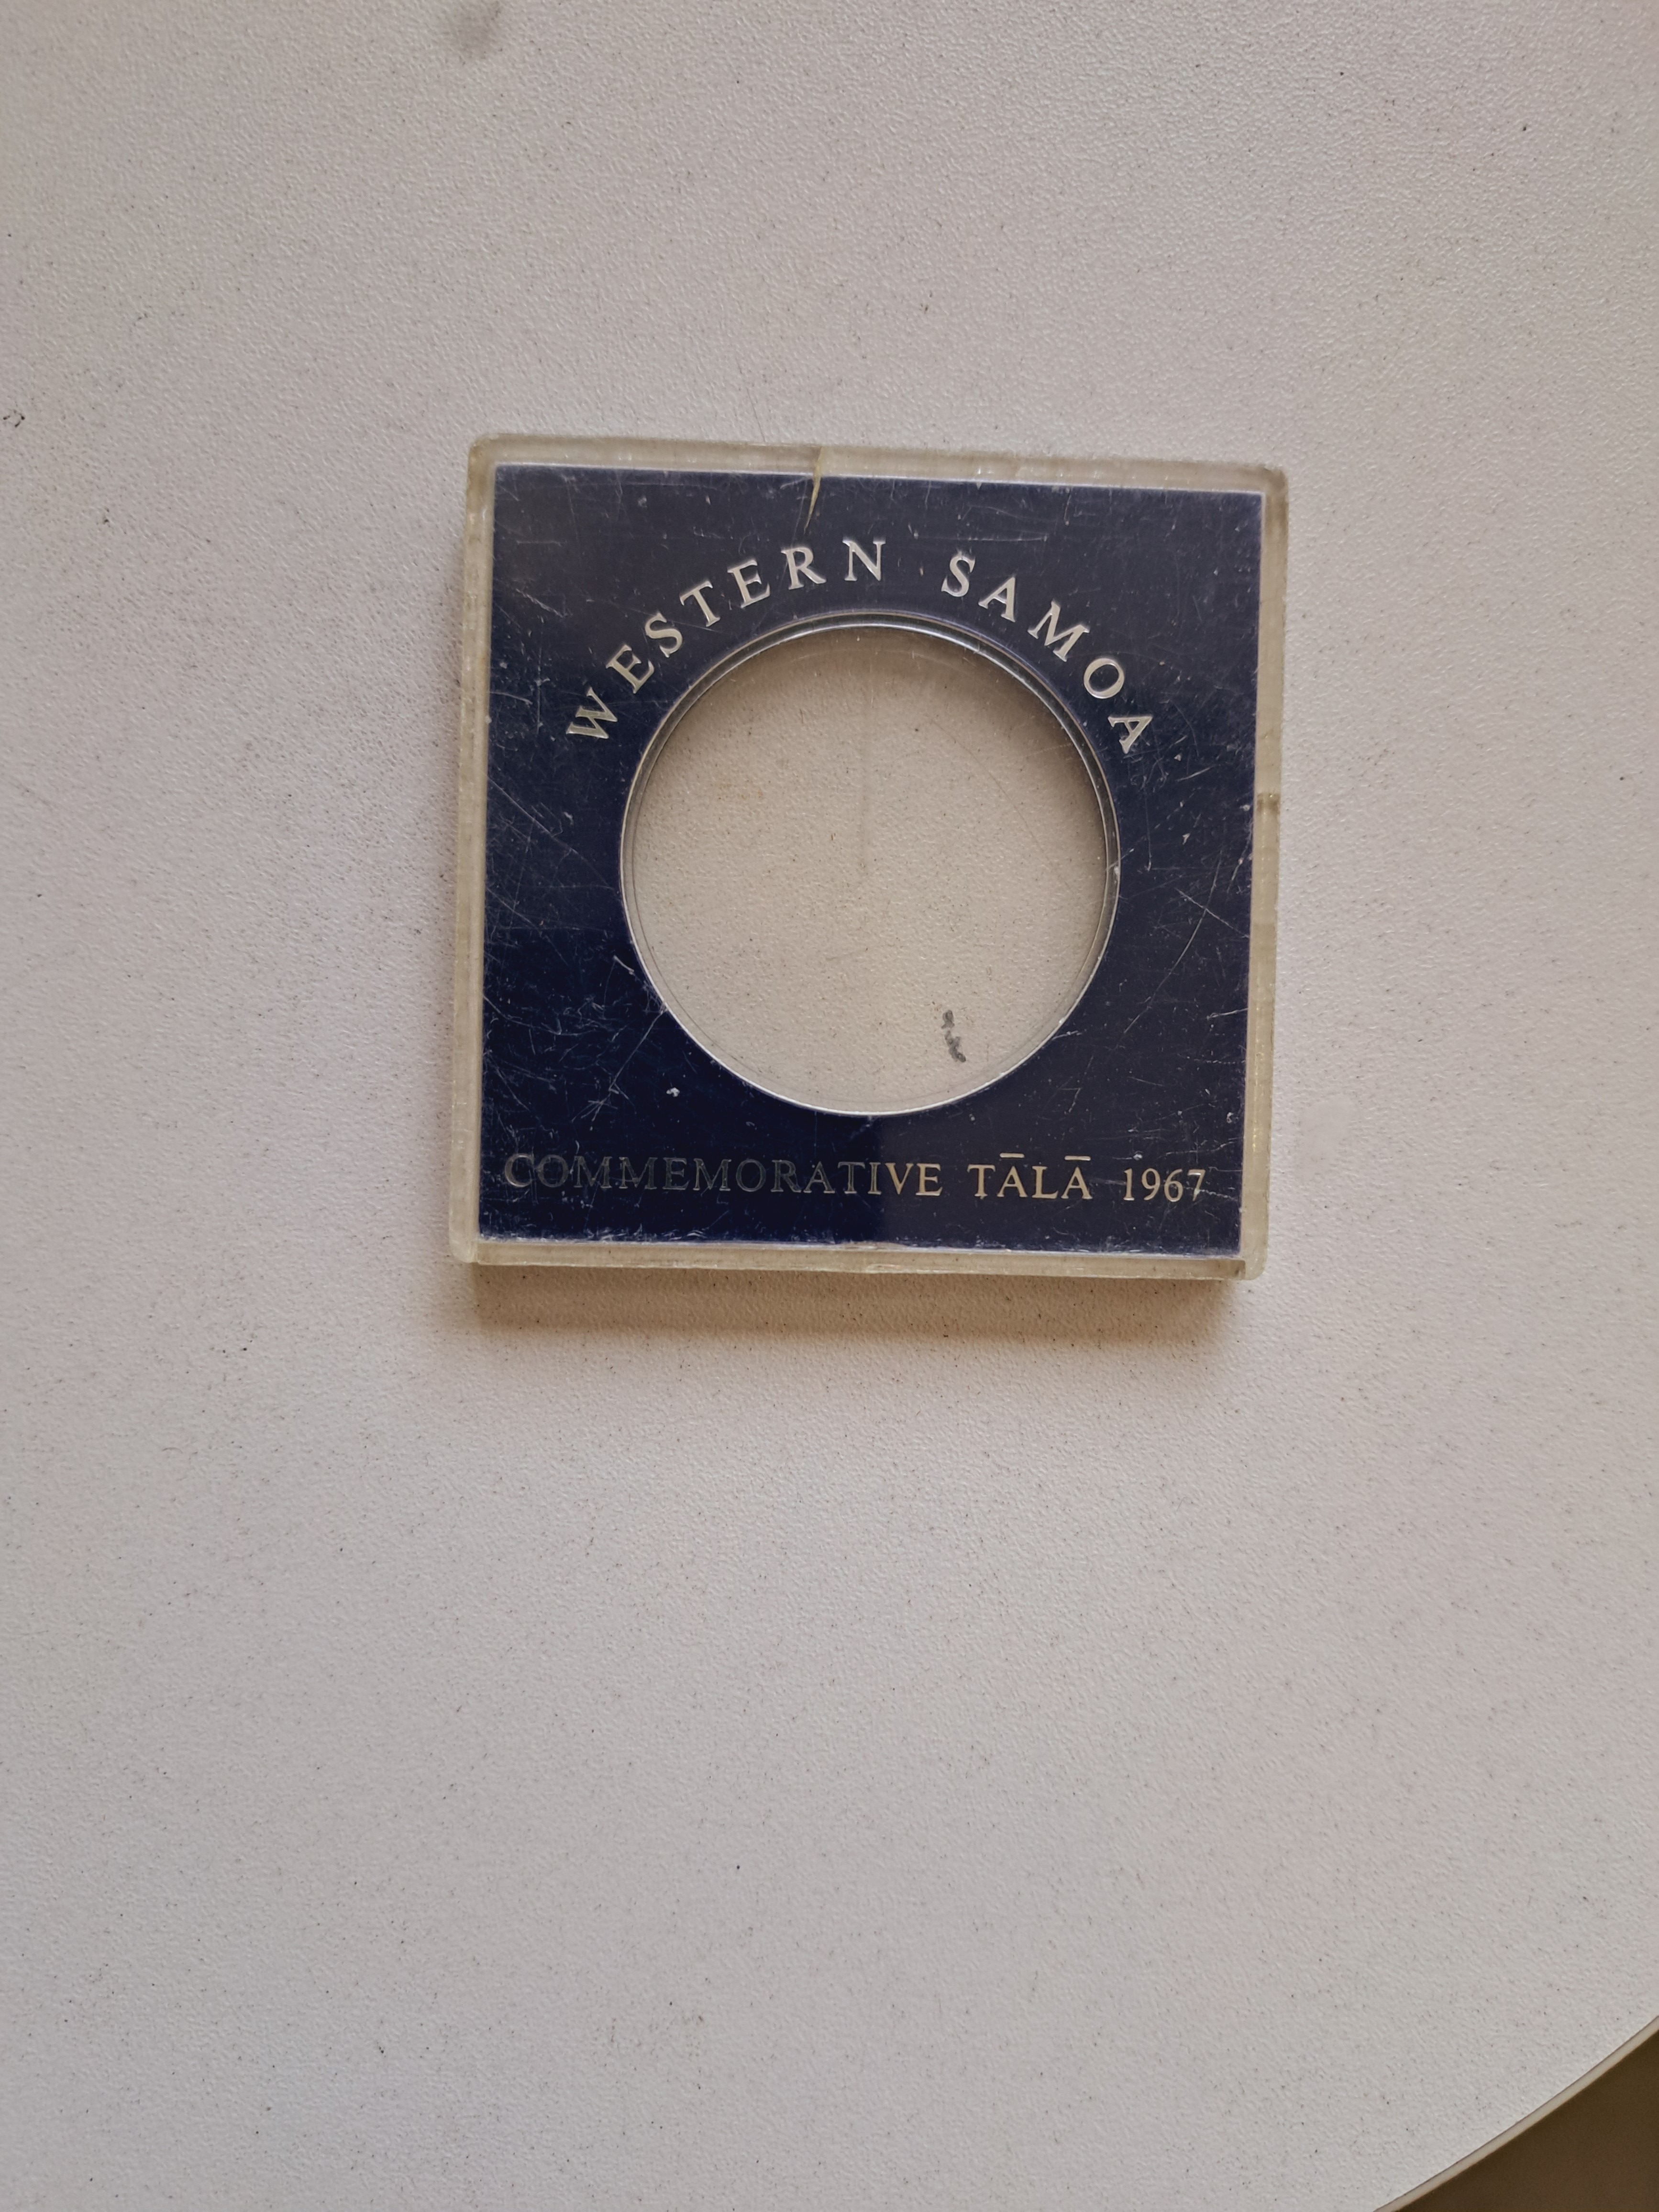 WESTERN SAMOA
COMMEMORATIVE TĀLĀ 1967